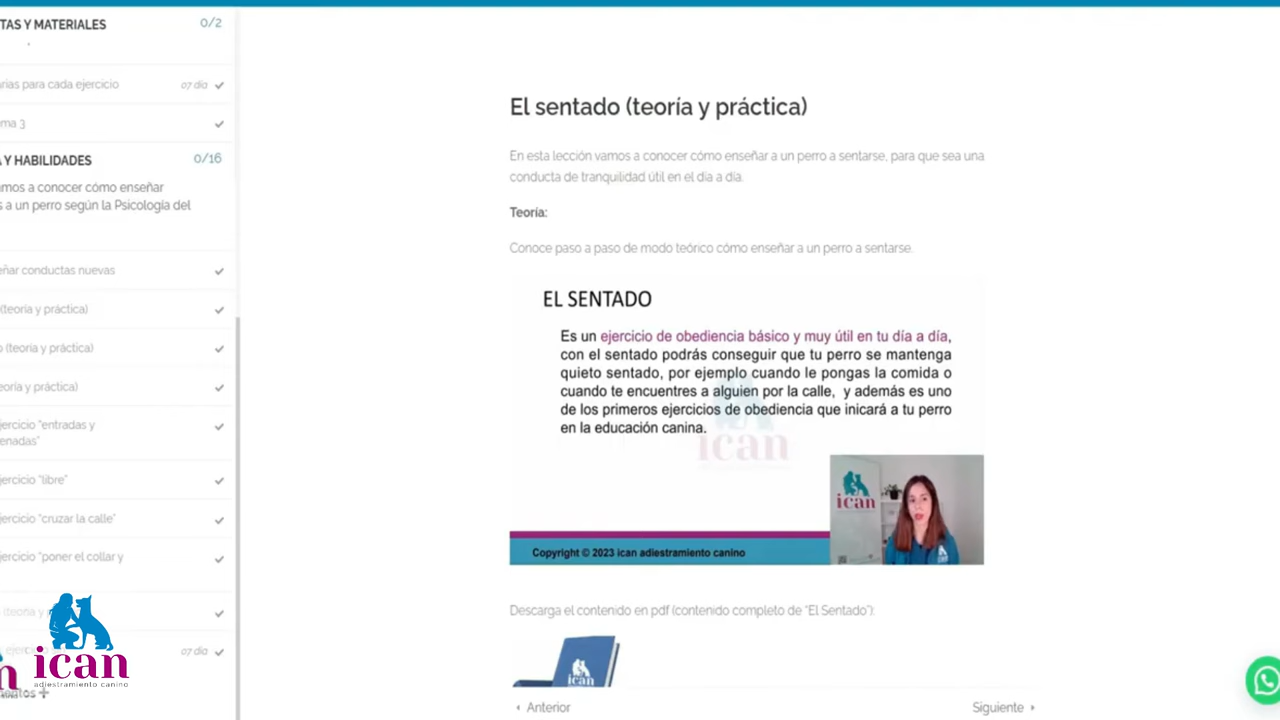 TAS Y MATERIALES 0/2
rias para cada ejercicio 07 día
ma 3
Y HABILIDADES 0/16
amos a conocer cómo enseñar
s a un perro según la Psicología del
eñar conductas nuevas
(teoría y práctica)
o (teoría y práctica)
eoría y práctica)
jercicio "entradas y
enadas"
jercicio "libre"
jercicio "cruzar la calle"
jercicio "poner el collar y
07 día
ican
adiestramiento canino
El sentado (teoría y práctica)
En esta lección vamos a conocer cómo enseñar a un perro a sentarse, para que sea una
conducta de tranquilidad útil en el día a día.
Teoría:
Conoce paso a paso de modo teórico cómo enseñar a un perro a sentarse.
EL SENTADO
Es un ejercicio de obediencia básico y muy útil en tu día a día,
con el sentado podrás conseguir que tu perro se mantenga
quieto sentado, por ejemplo cuando le pongas la comida o
cuando te encuentres a alguien por la calle, y además es uno
de los primeros ejercicios de obediencia que inicará a tu perro
en la educación canina.
ican
ican
Copyright © 2023 ican adiestramiento canino
Descarga el contenido en pdf (contenido completo de "El Sentado"):
ican
Anterior
Siguiente